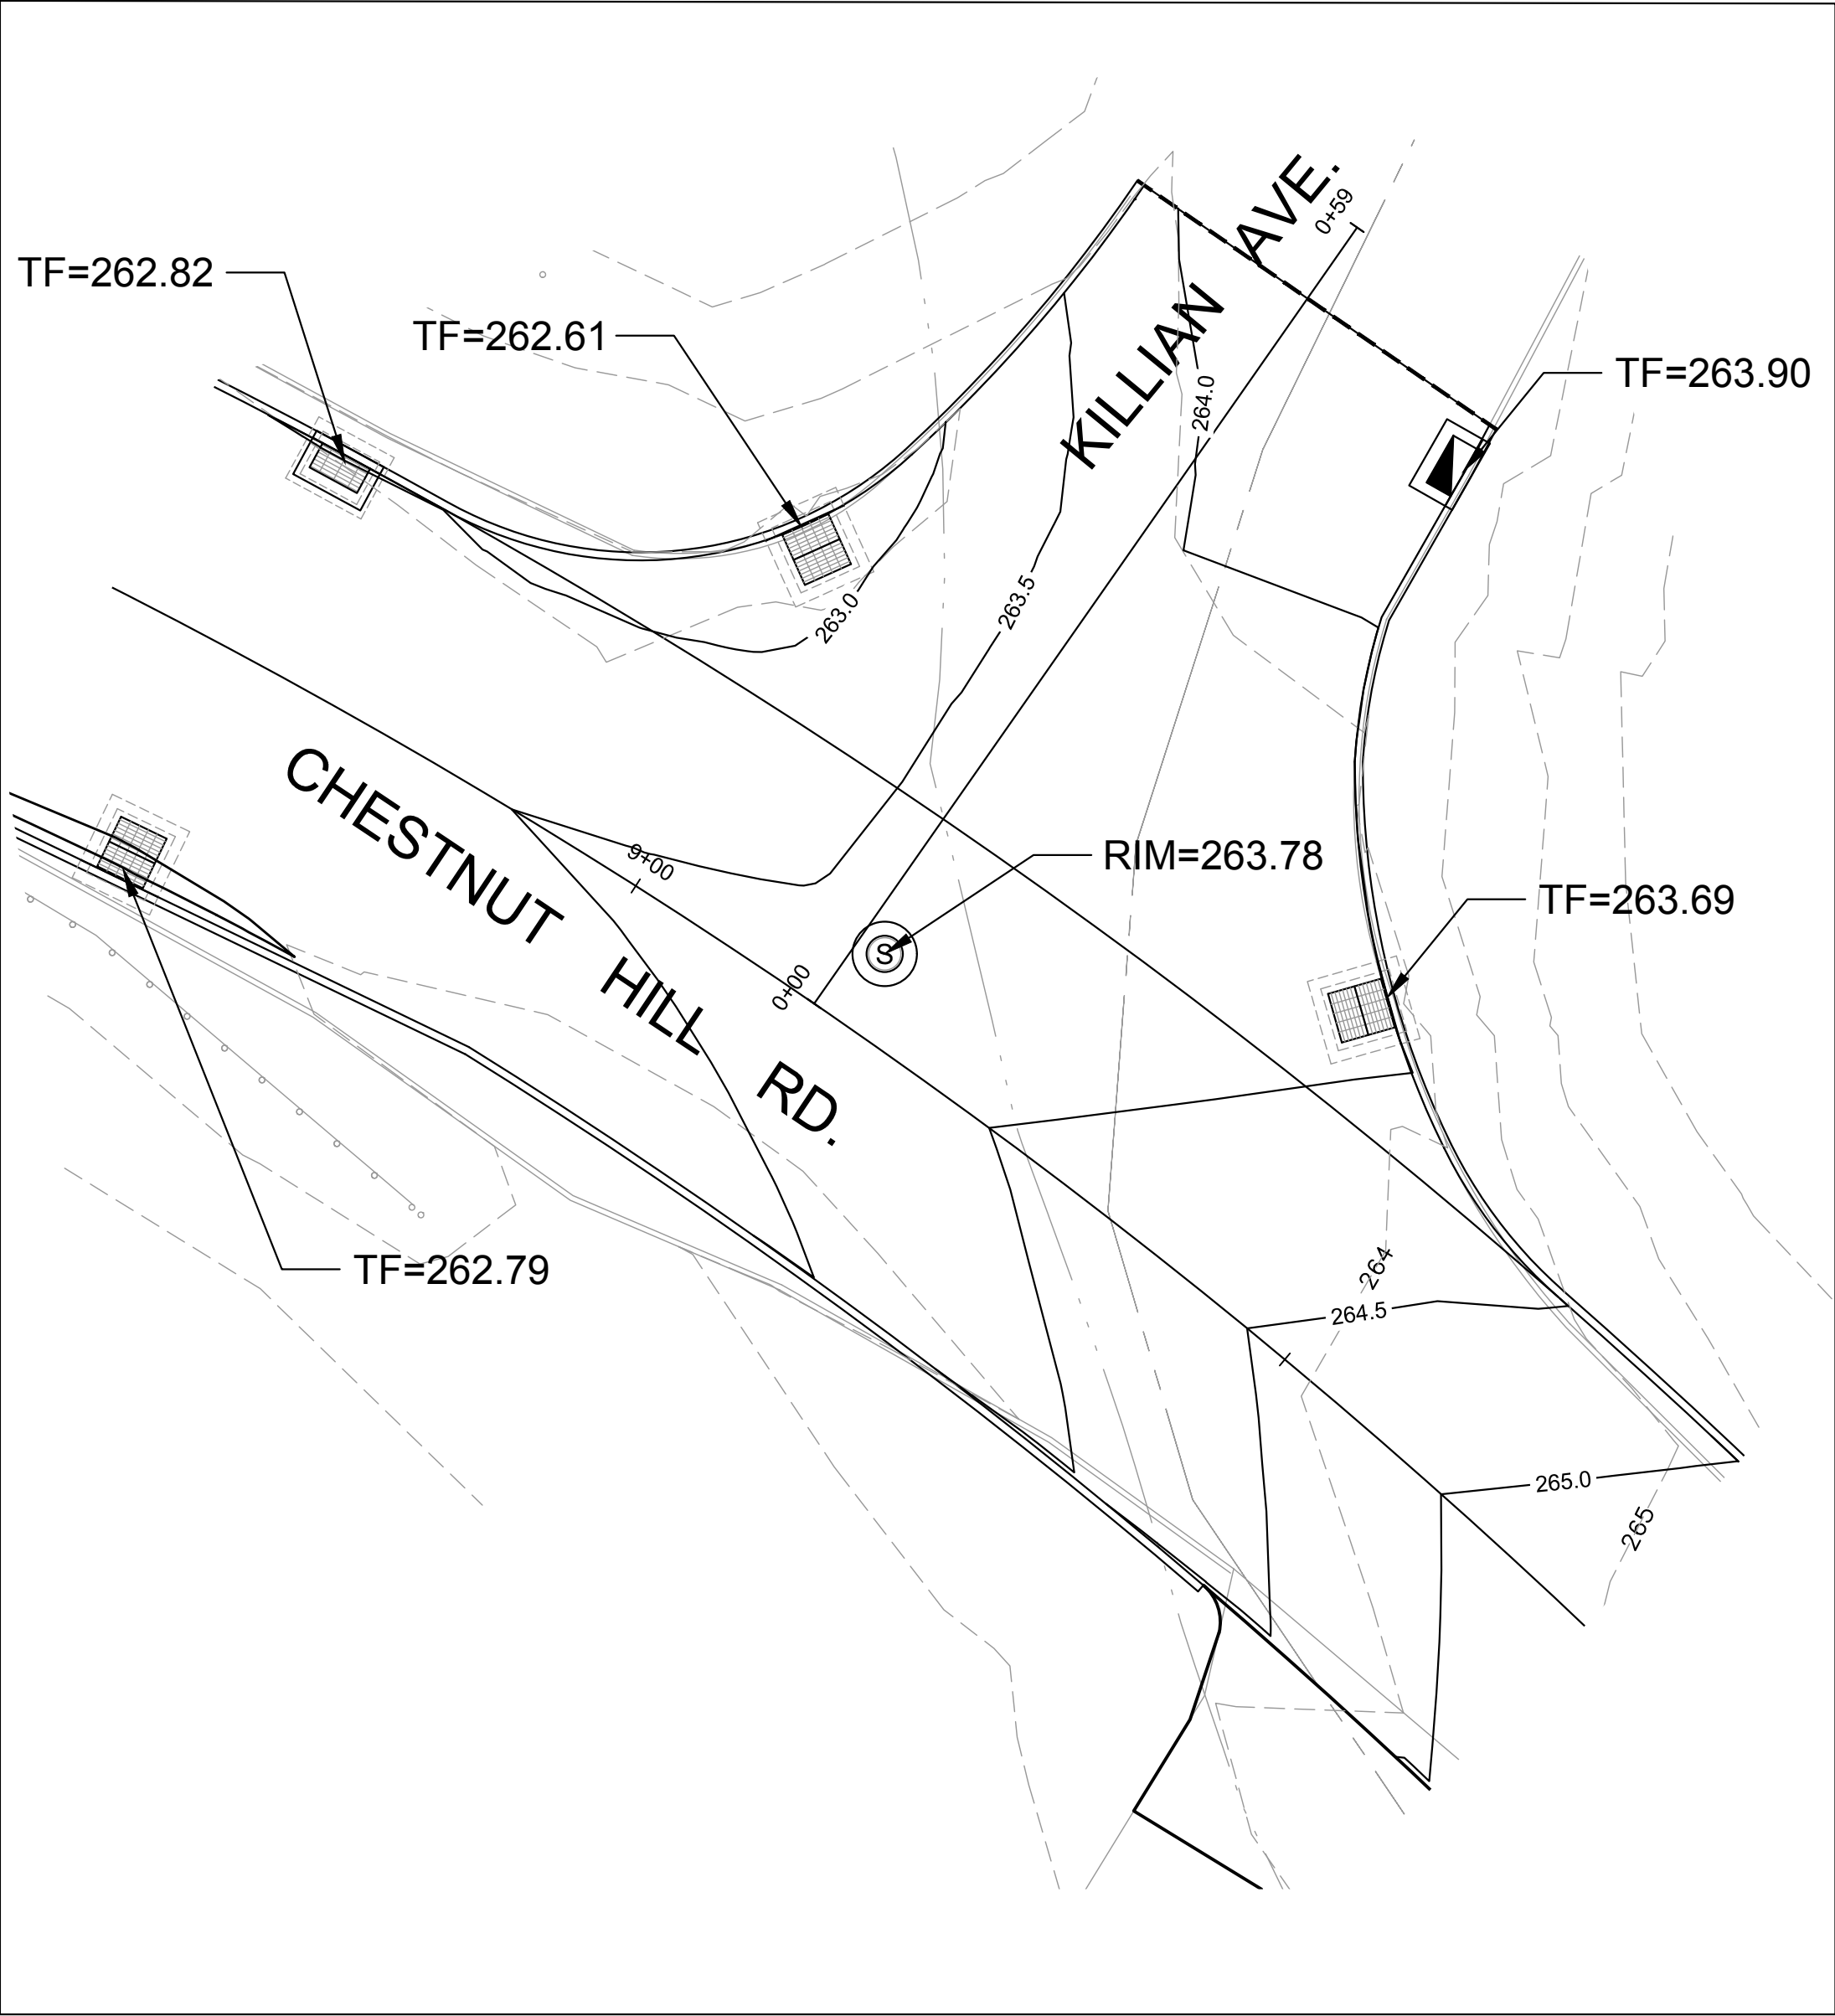 KILLIAN AVE.
0+59
TF=262.82
TF=262.61
TF=263.90
264.0
263.5
263.0
CHESTNUT HILL RD.
9+00
RIM=263.78
TF=263.69
S
0+00
TF=262.79
264
264.5
265.0
265